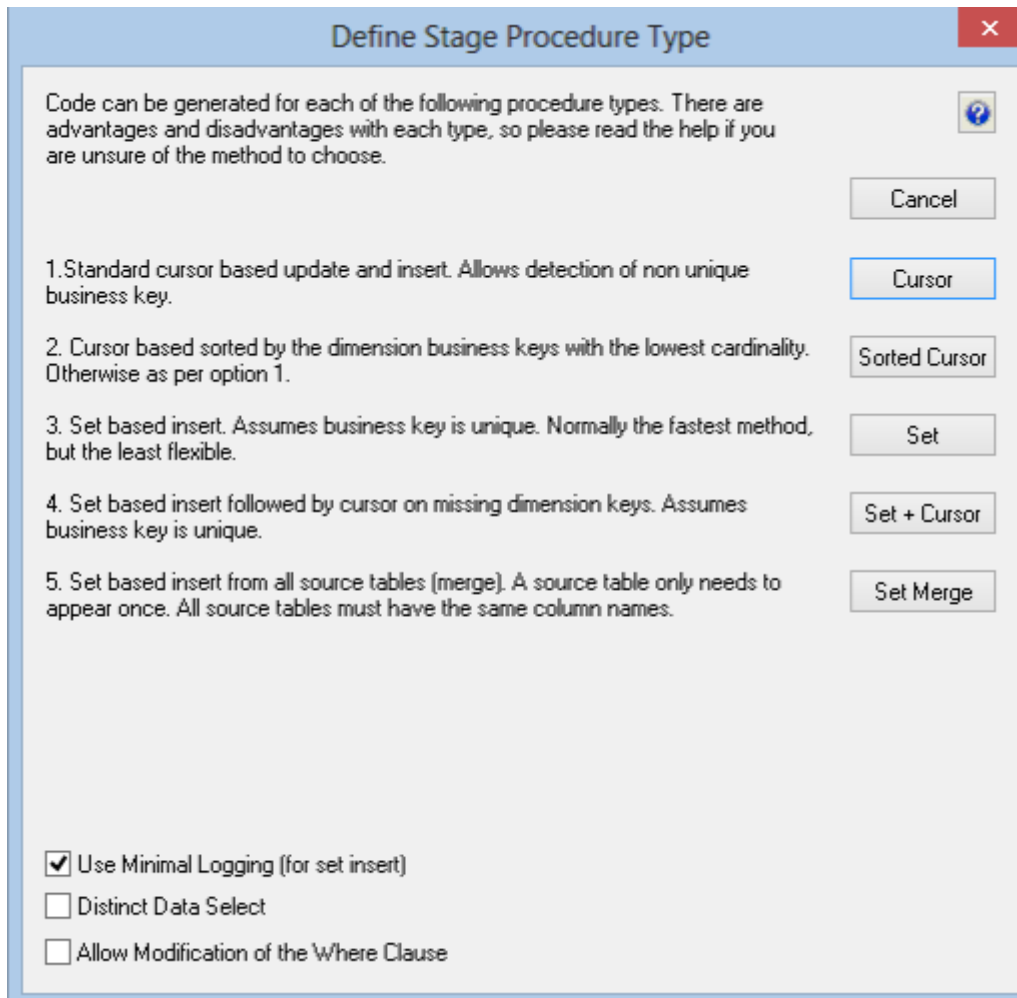 Define Stage Procedure Type
Code can be generated for each of the following procedure types. There are
advantages and disadvantages with each type, so please read the help if you
are unsure of the method to choose.
Cancel
1.Standard cursor based update and insert. Allows detection of non unique
business key.
Cursor
2. Cursor based sorted by the dimension business keys with the lowest cardinality.
Otherwise as per option 1.
Sorted Cursor
3. Set based insert. Assumes business key is unique. Normally the fastest method,
but the least flexible.
Set
4. Set based insert followed by cursor on missing dimension keys. Assumes
business key is unique.
Set + Cursor
5. Set based insert from all source tables (merge). A source table only needs to
appear once. All source tables must have the same column names.
Set Merge
Use Minimal Logging (for set insert)
Distinct Data Select
Allow Modification of the Where Clause